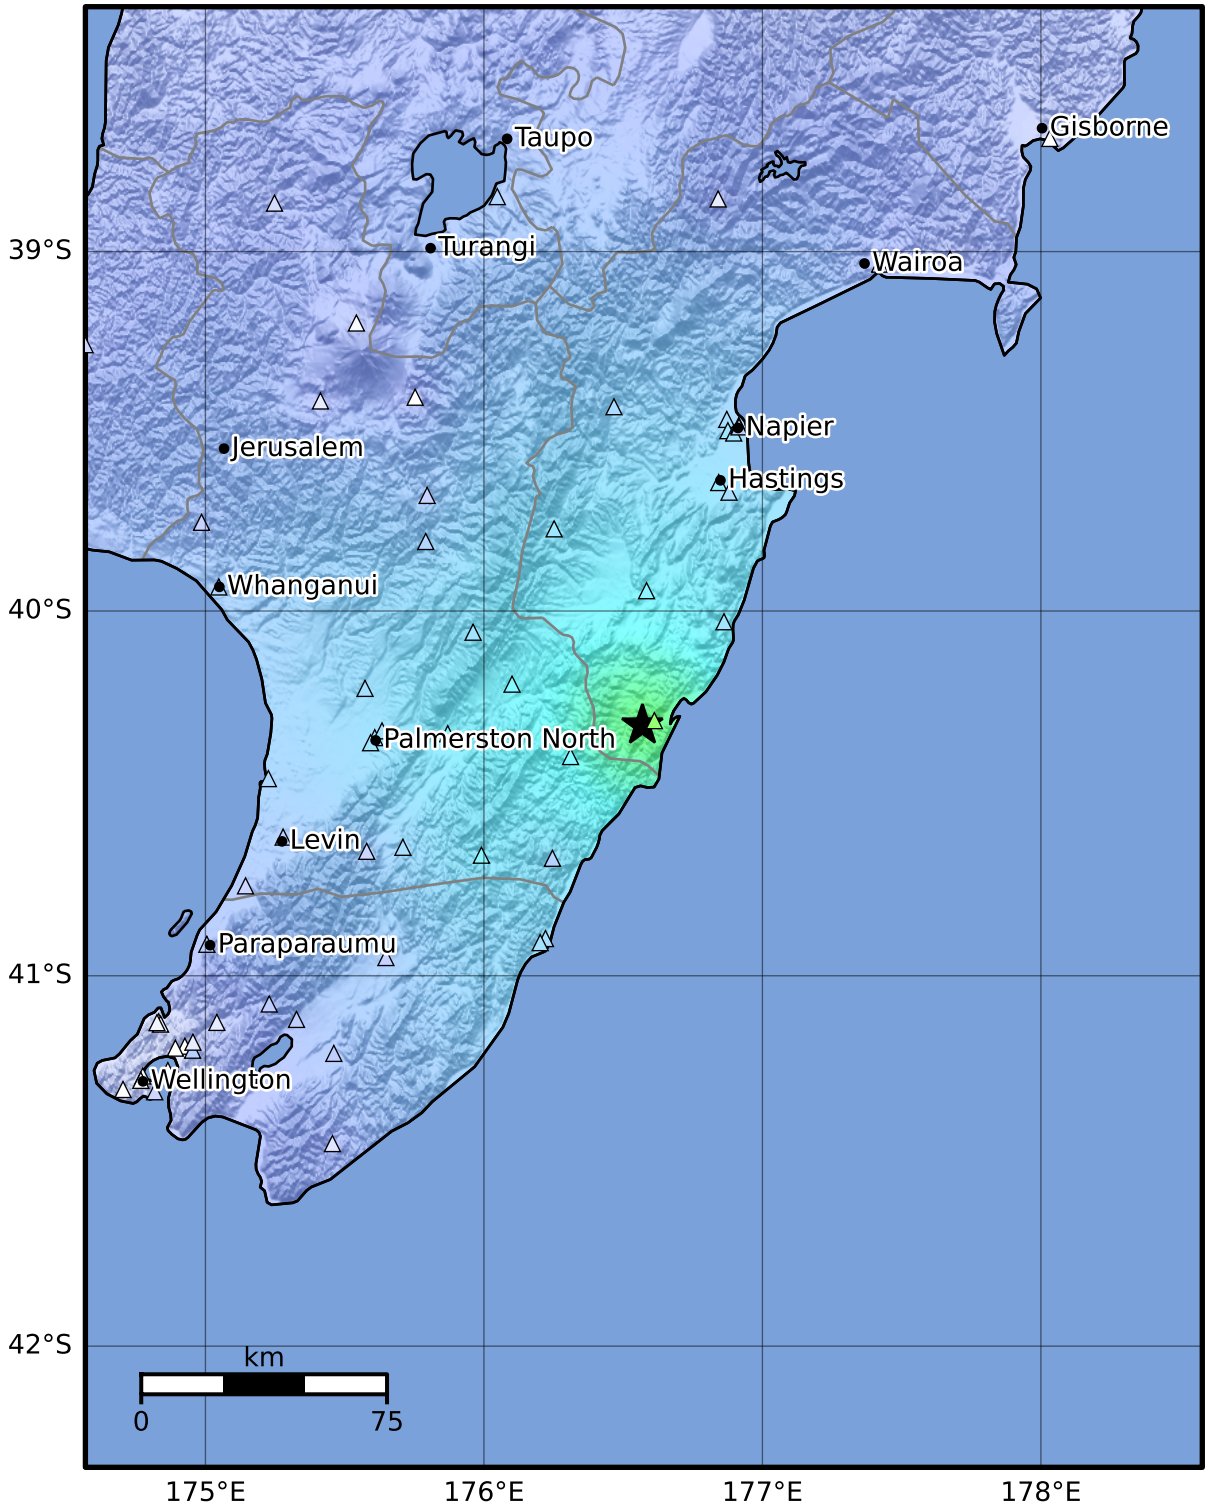 Gisborne
Taupo
Turangi
39°S
Wairoa
Napier
Jerusalem
Hastings
Whanganui
40°S
Palmerston North
Levin
Paraparaumu
41°S
Wellington
42°S
km
0 75
175°E 176°E 177°E 178°E